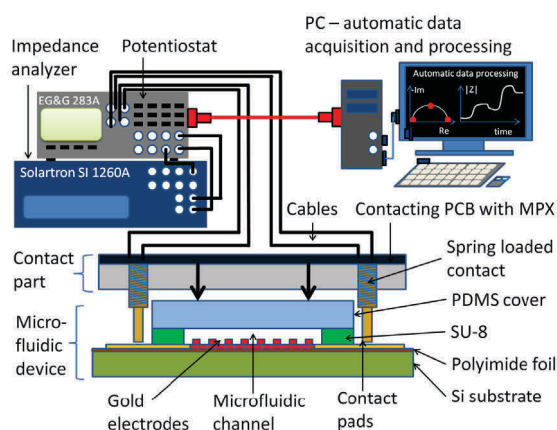 Impedance
analyzer
Potentiostat
PC – automatic data
acquisition and processing
EG&G 283A
Solartron SI 1260A
Automatic data processing
-Im
|Z|
Re
time
Cables
Contacting PCB with MPX
Contact
part
Spring loaded
contact
PDMS cover
Micro-
fluidic
device
SU-8
Polyimide foil
Si substrate
Gold
electrodes
Microfluidic
channel
Contact
pads